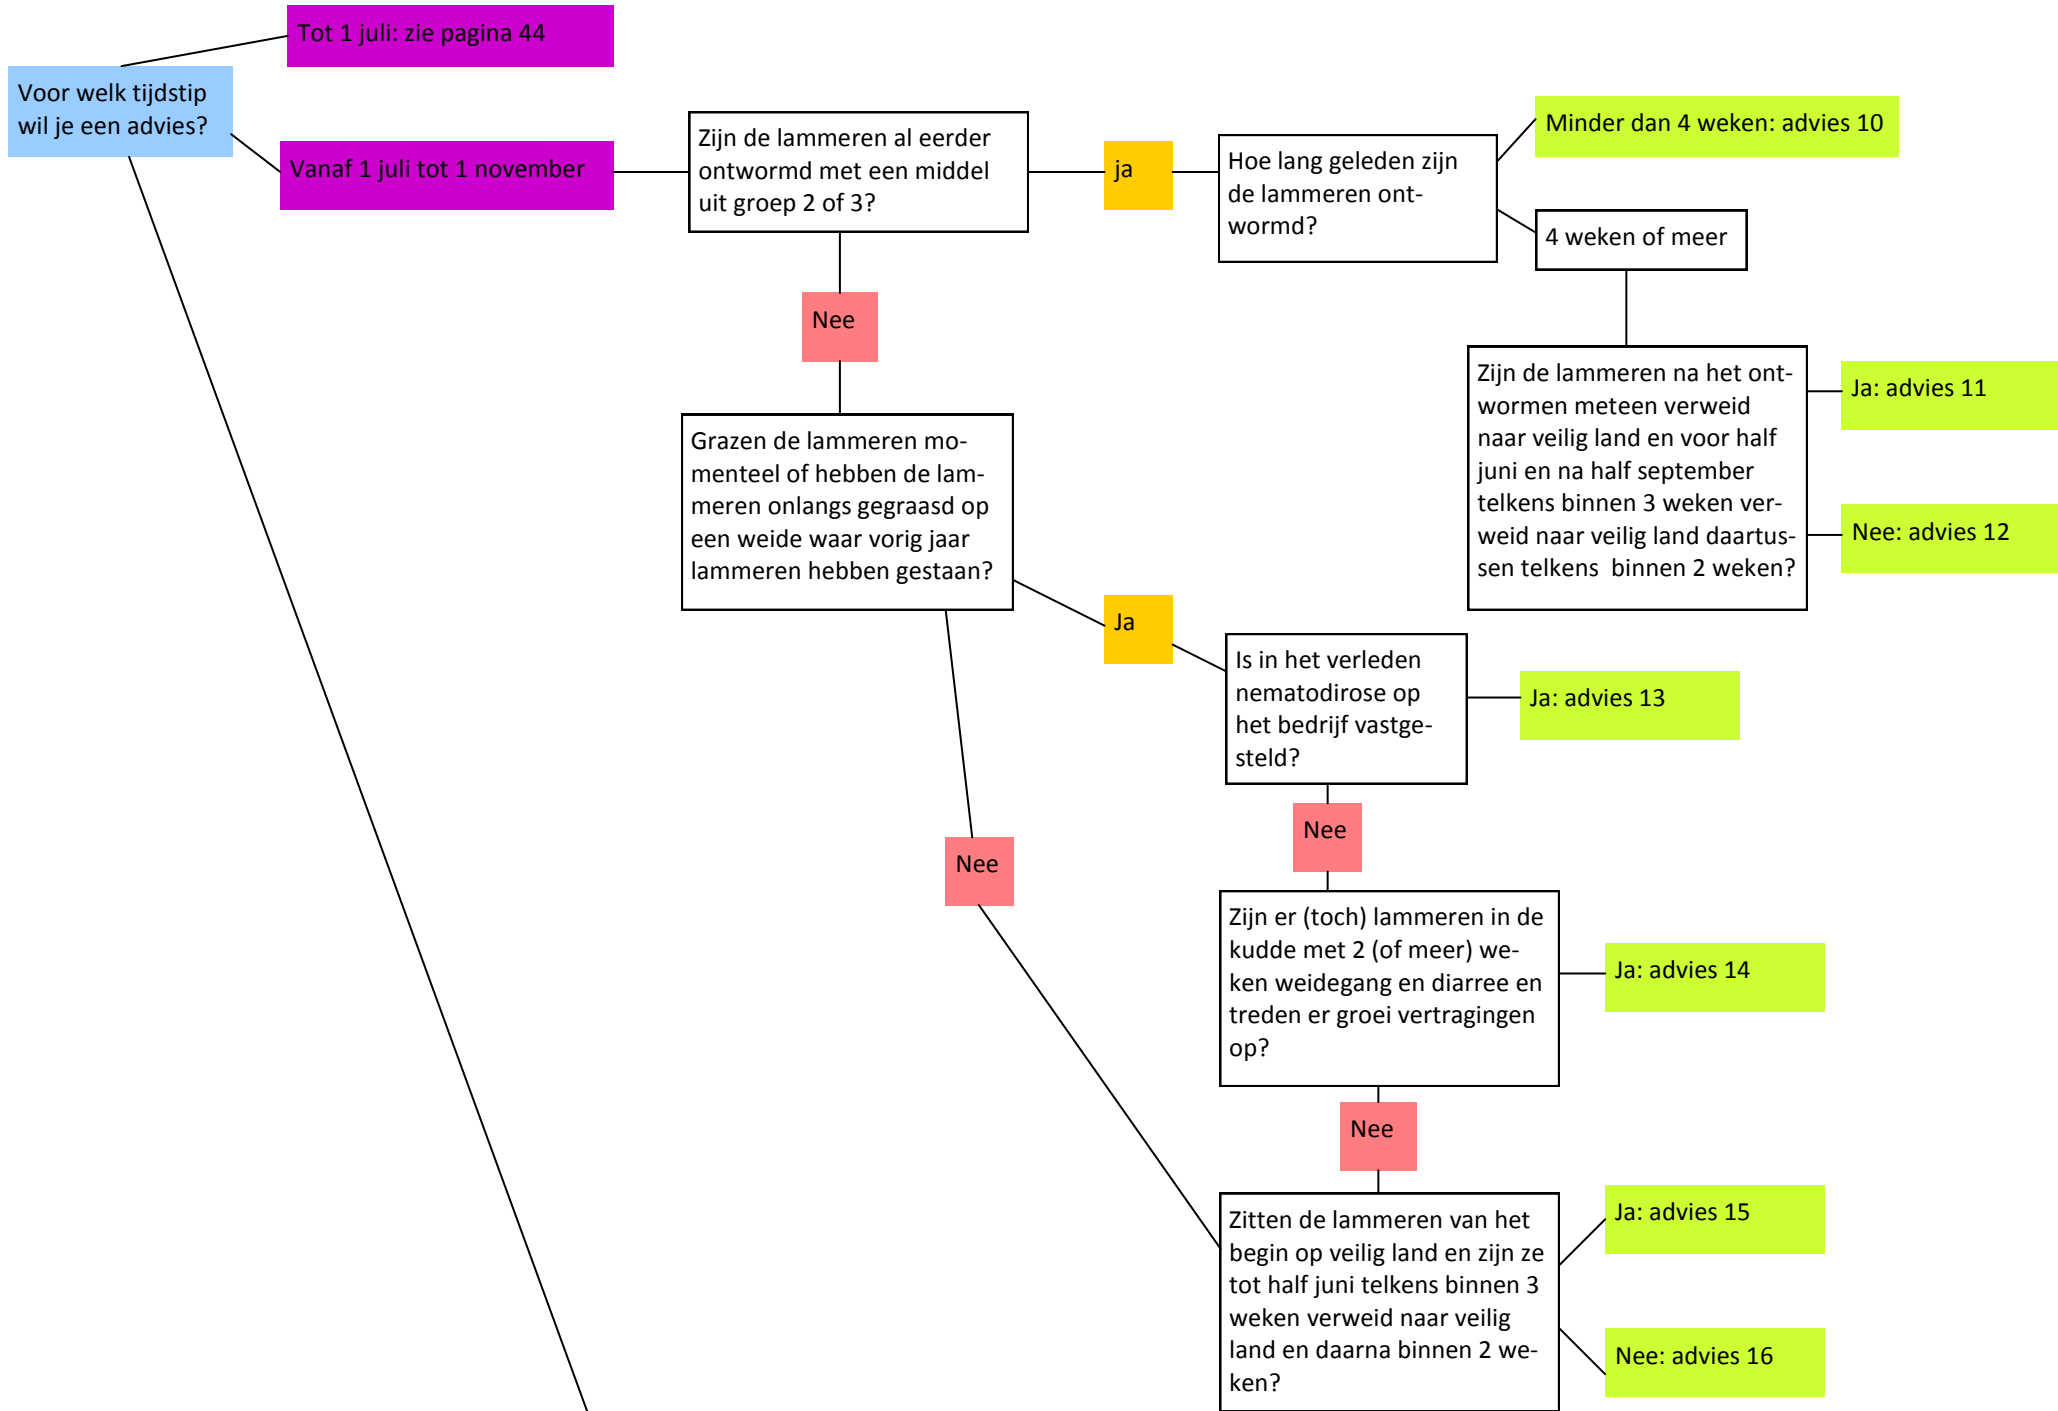 Tot 1 juli: zie pagina 44
Voor welk tijdstip
wil je een advies?
Vanaf 1 juli tot 1 november
Zijn de lammeren al eerder
ontwormd met een middel
uit groep 2 of 3?
ja
Hoe lang geleden zijn
de lammeren ont-
wormd?
Minder dan 4 weken: advies 10
4 weken of meer
Nee
Zijn de lammeren na het ont-
wormen meteen verweid
naar veilig land en voor half
juni en na half september
telkens binnen 3 weken ver-
weid naar veilig land daartus-
sen telkens  binnen 2 weken?
Ja: advies 11
Nee: advies 12
Grazen de lammeren mo-
menteel of hebben de lam-
meren onlangs gegraasd op
een weide waar vorig jaar
lammeren hebben gestaan?
Ja
Is in het verleden
nematodirose op
het bedrijf vastge-
steld?
Ja: advies 13
Nee
Nee
Zijn er (toch) lammeren in de
kudde met 2 (of meer) we-
ken weidegang en diarree en
treden er groei vertragingen
op?
Ja: advies 14
Nee
Zitten de lammeren van het
begin op veilig land en zijn ze
tot half juni telkens binnen 3
weken verweid naar veilig
land en daarna binnen 2 we-
ken?
Ja: advies 15
Nee: advies 16